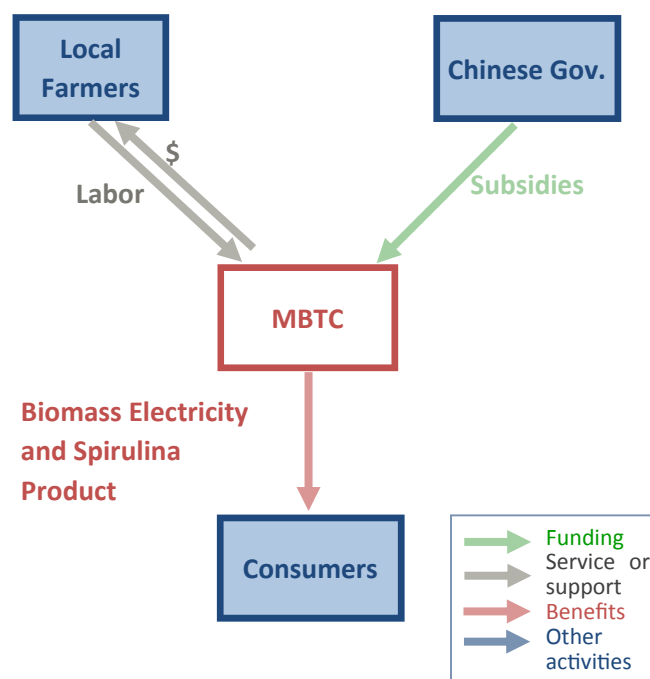 Local
Farmers
Chinese Gov.
$
Labor
Subsidies
MBTC
Biomass Electricity
and Spirulina
Product
Consumers
Funding
Service or
support
Benefits
Other
activities